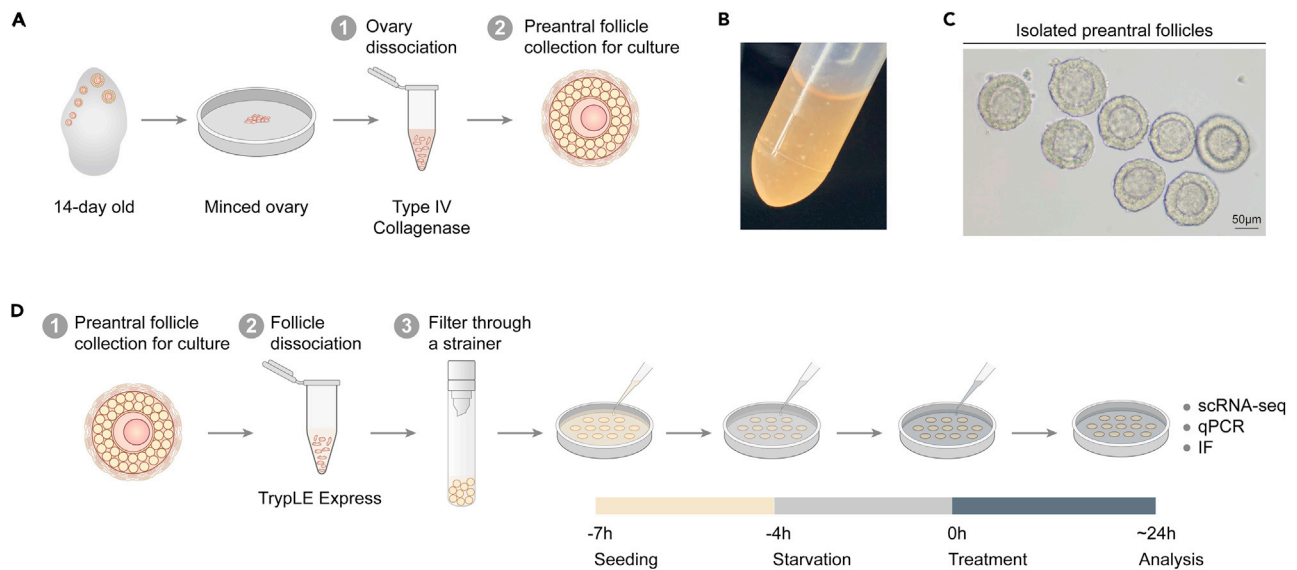 A
1 Ovary
dissociation
2 Preantral follicle
collection for culture
14-day old
Minced ovary
Type IV
Collagenase
B
C
Isolated preantral follicles
50µm
D
1 Preantral follicle
collection for culture
2 Follicle
dissociation
3 Filter through
a strainer
TrypLE Express
scRNA-seq
qPCR
IF
-7h
-4h
0h
~24h
Seeding
Starvation
Treatment
Analysis